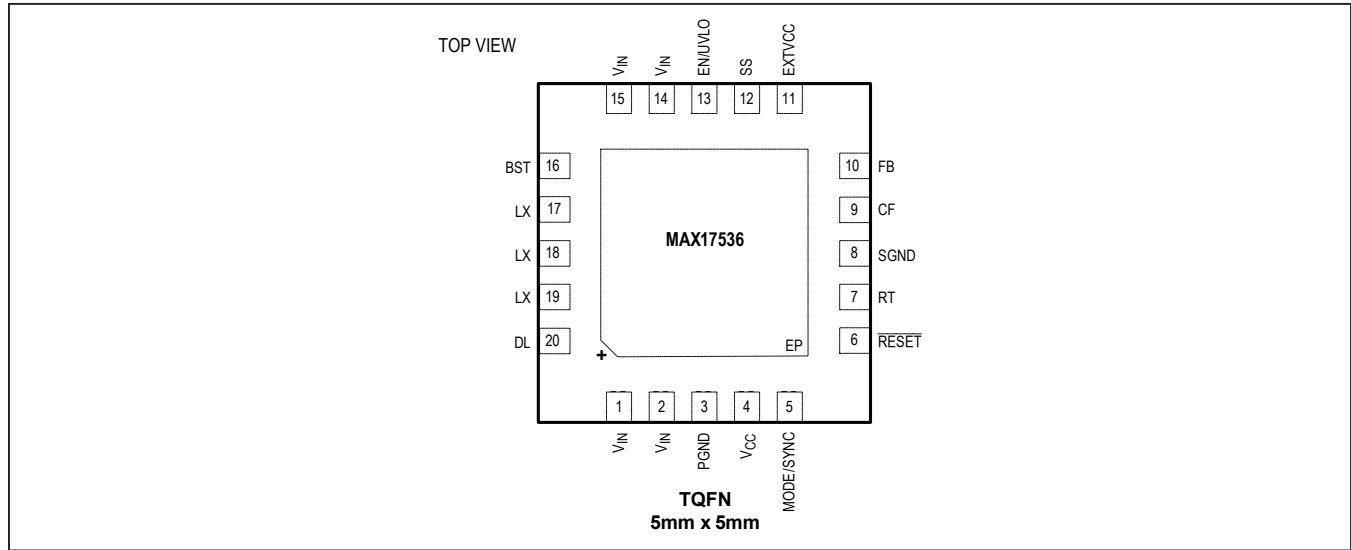 TOP VIEW
VIN
VIN
EN/UVLO
SS
EXTVCC
15
14
13
12
11
BST 16
10 FB
LX 17
9 CF
MAX17536
LX 18
8 SGND
LX 19
7 RT
DL 20
6 RESET
EP
+
1
2
3
4
5
VIN
VIN
PGND
VCC
MODE/SYNC
TQFN
5mm x 5mm